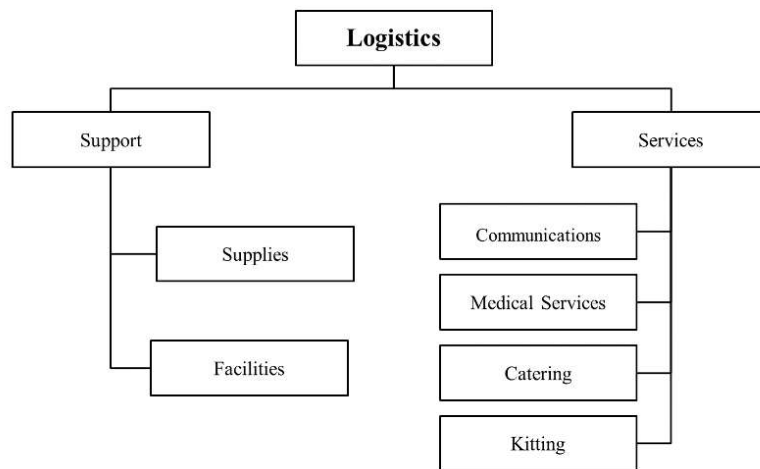 Logistics
Support
Services
Supplies
Facilities
Communications
Medical Services
Catering
Kitting